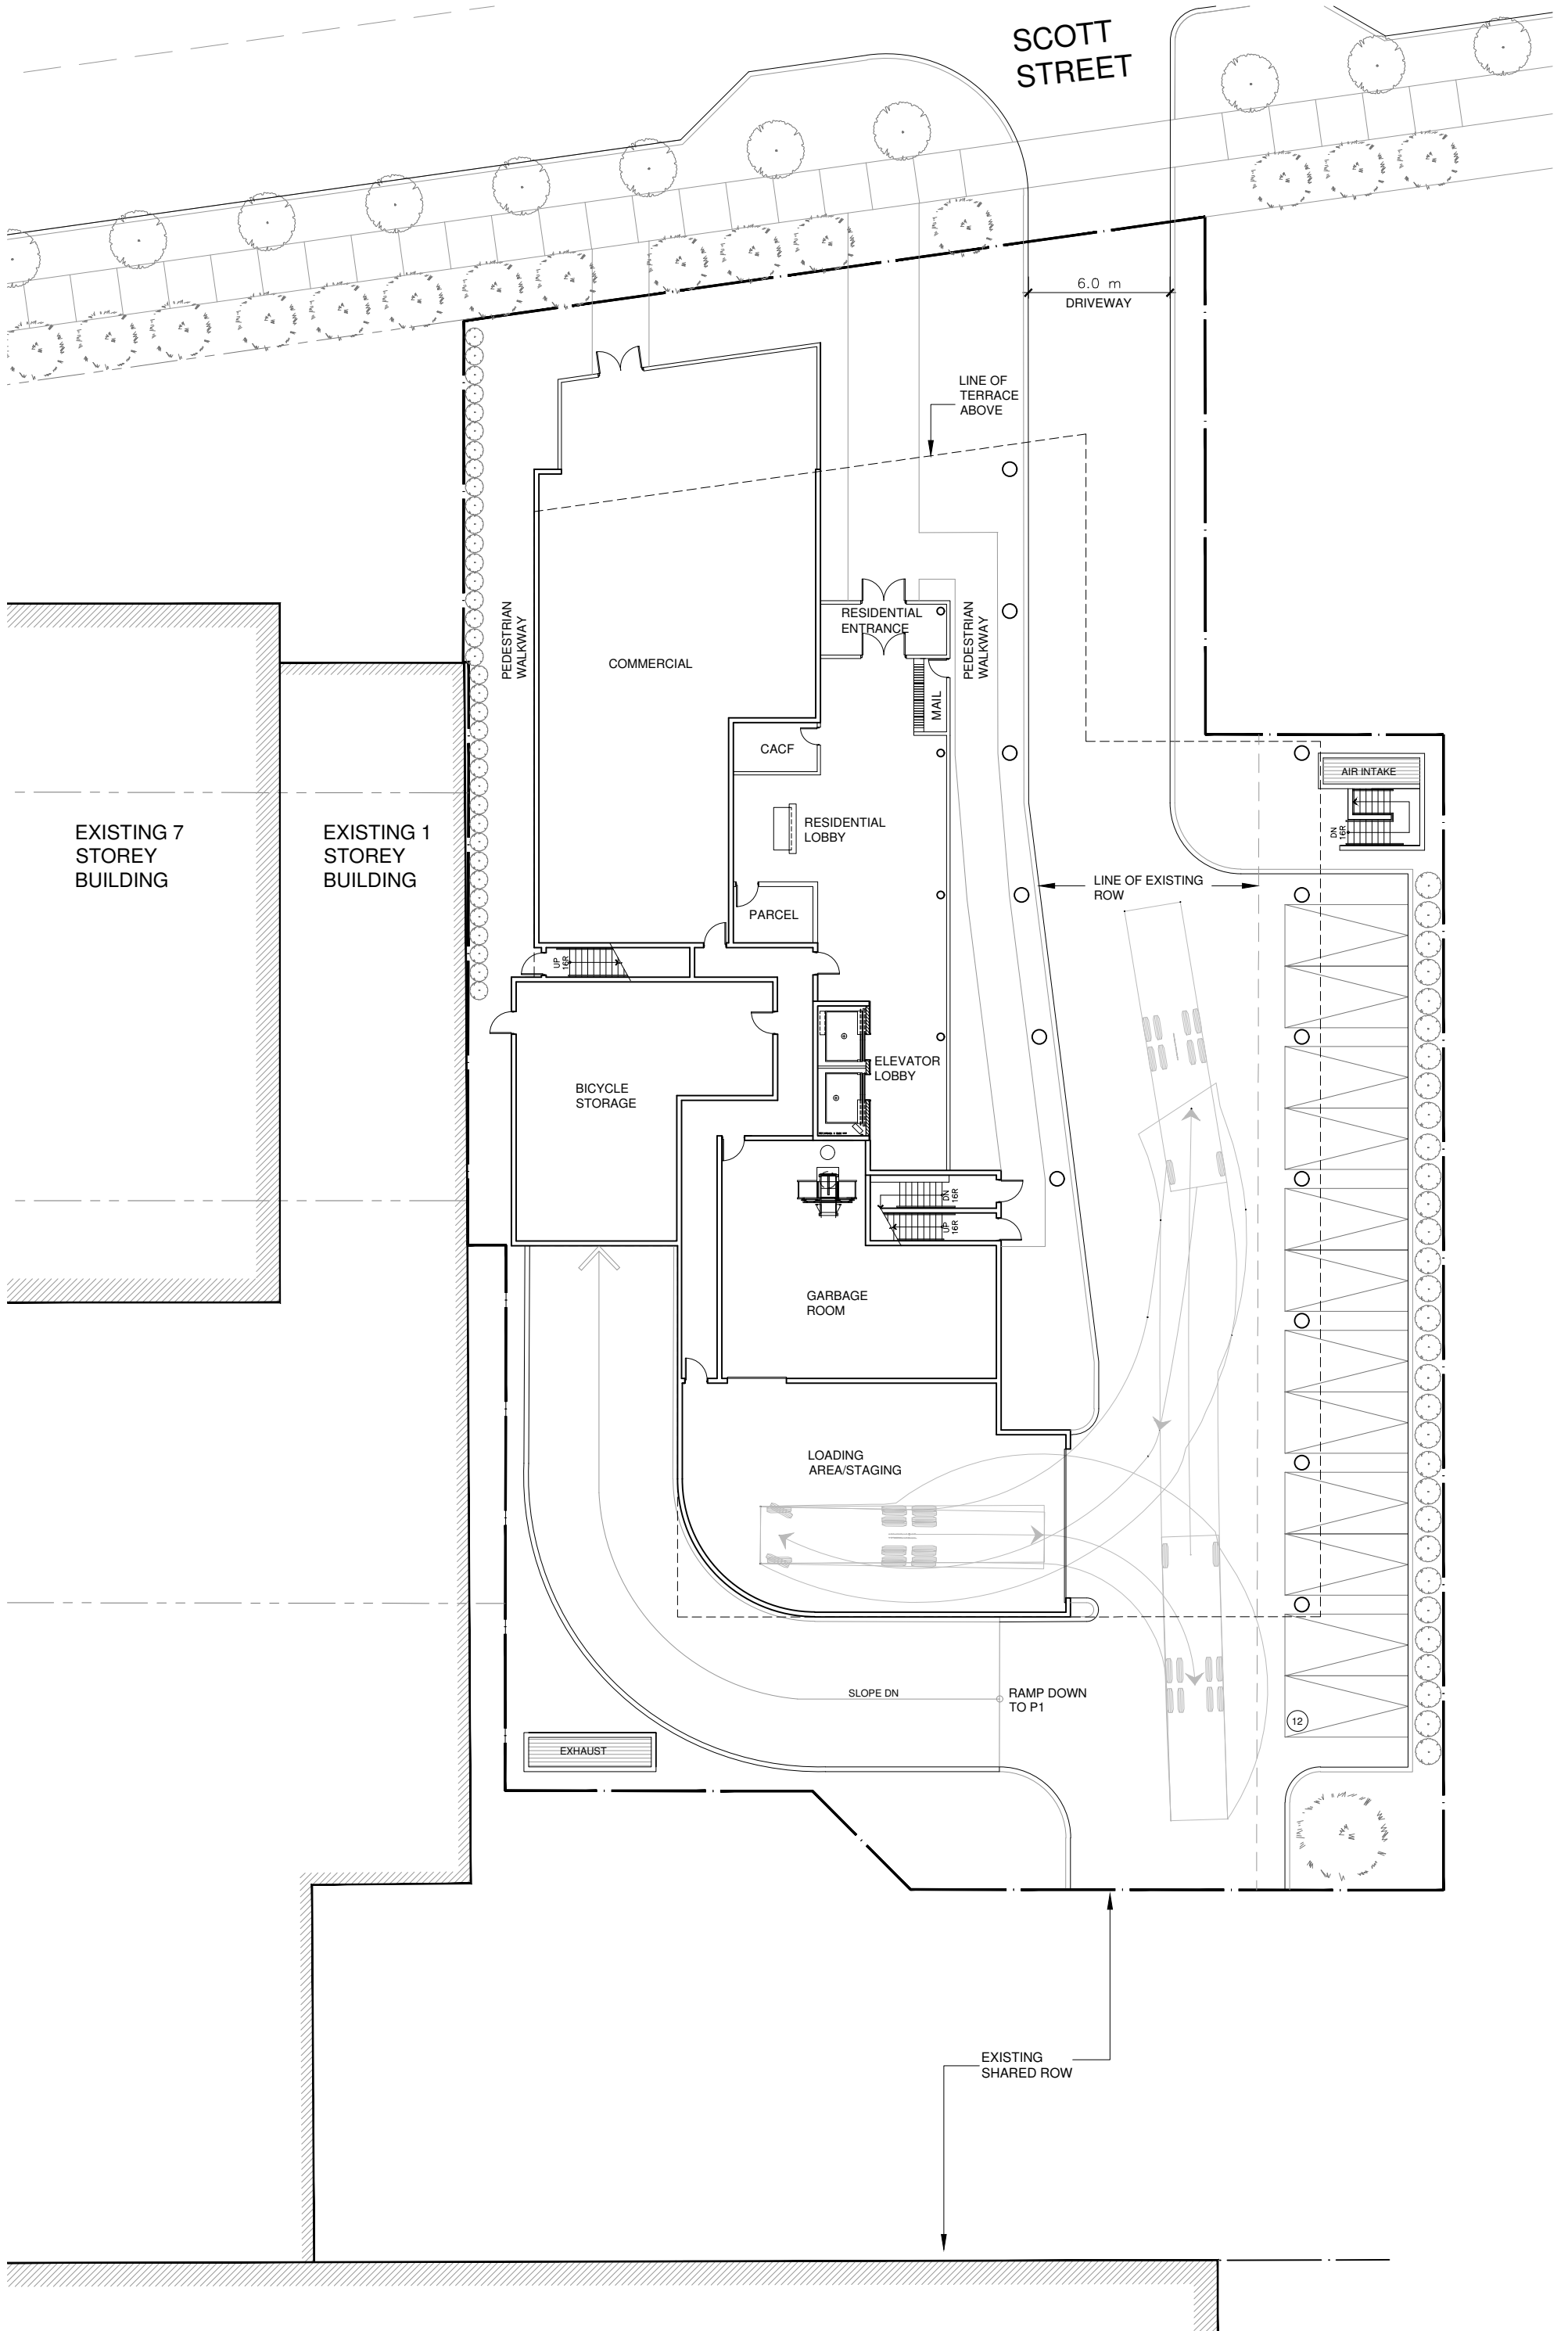 SCOTT
STREET
6.0 m
DRIVEWAY
LINE OF
TERRACE
ABOVE
PEDESTRIAN
WALKWAY
COMMERCIAL
RESIDENTIAL
ENTRANCE
PEDESTRIAN
WALKWAY
MAIL
CACF
AIR INTAKE
DN
16R
EXISTING 7
STOREY
BUILDING
EXISTING 1
STOREY
BUILDING
RESIDENTIAL
LOBBY
LINE OF EXISTING
ROW
PARCEL
UP
16R
ELEVATOR
LOBBY
BICYCLE
STORAGE
DN
16R
UP
16R
GARBAGE
ROOM
LOADING
AREA/STAGING
SLOPE DN
RAMP DOWN
TO P1
12
EXHAUST
EXISTING
SHARED ROW